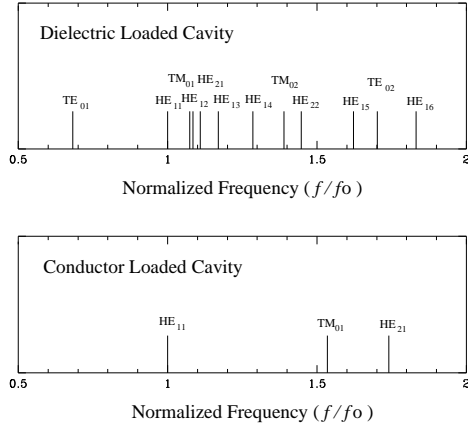 Dielectric Loaded Cavity
TM01 HE21 TM02 TE02
TE01 HE11 HE12 HE13 HE14 HE22 HE15 HE16
0.5 1 1.5 2
Normalized Frequency (f/fo)
Conductor Loaded Cavity
HE11 TM01 HE21
0.5 1 1.5 2
Normalized Frequency (f/fo)